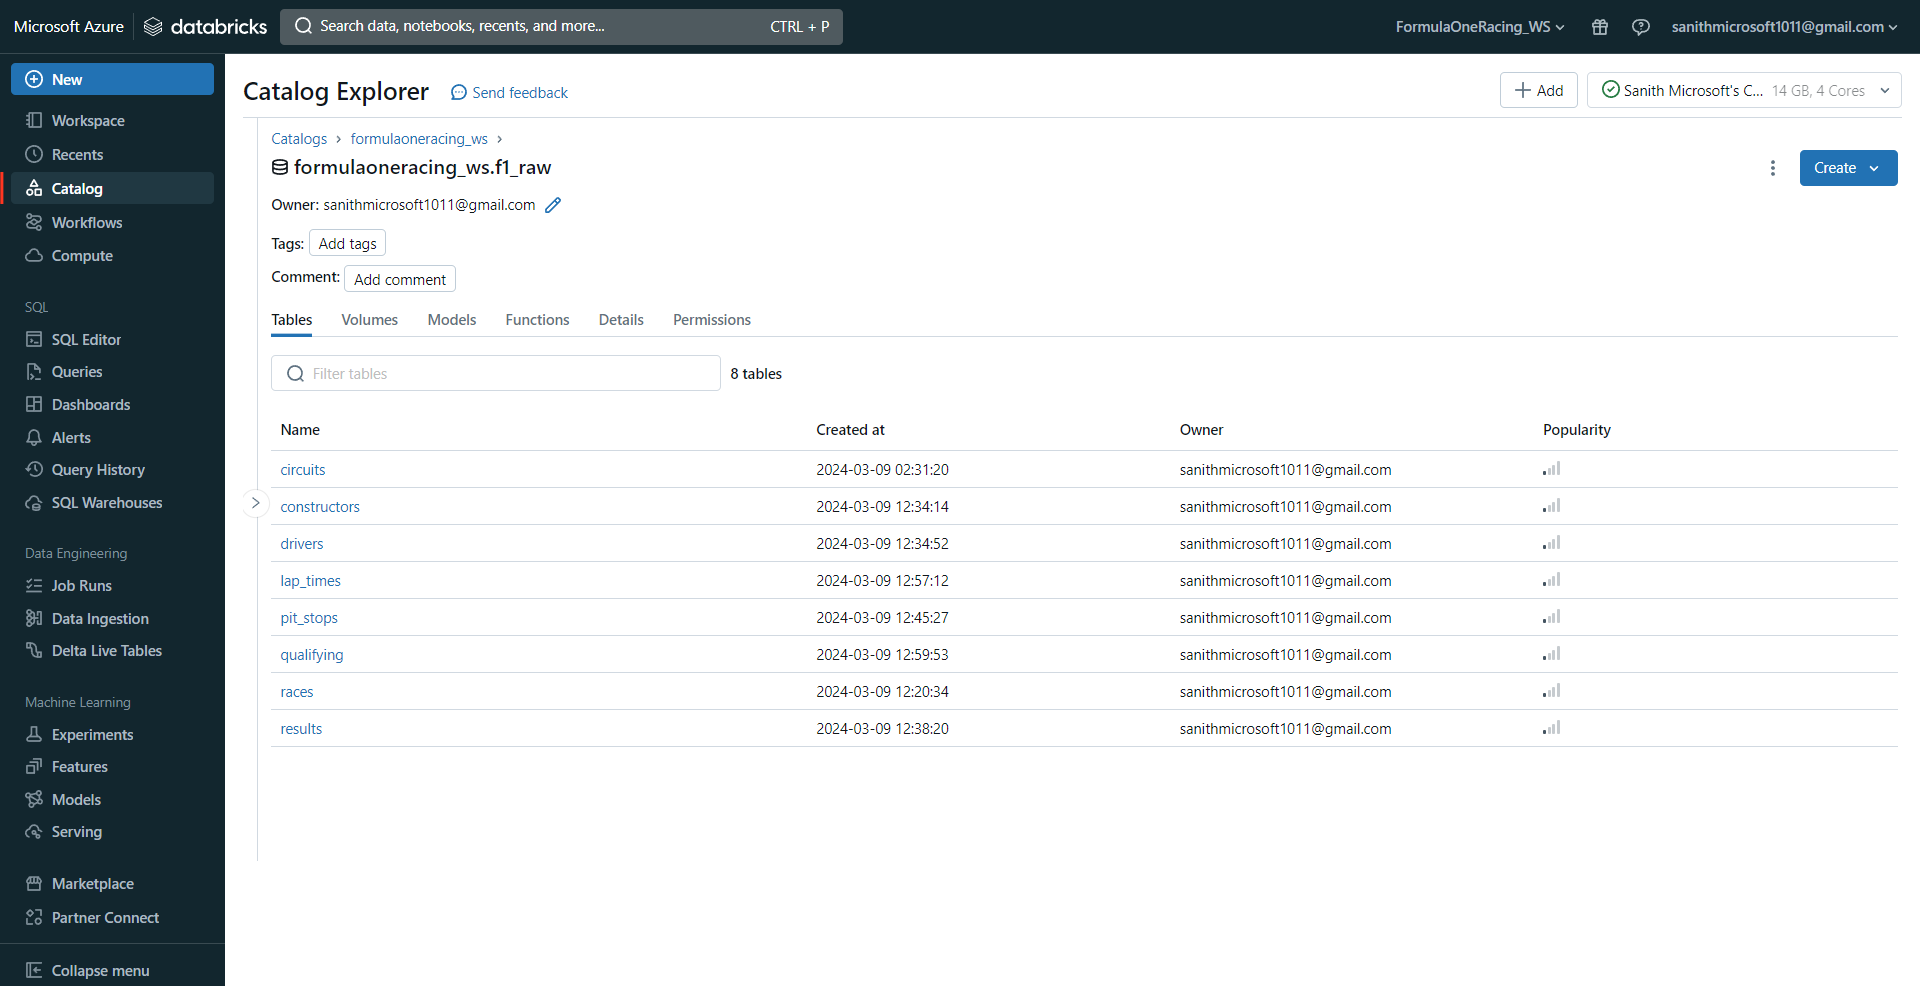 Microsoft Azure databricks Search data, notebooks, recents, and more... CTRL + P FormulaOneRacing_WS sanithmicrosoft1011@gmail.com
New
Workspace
Recents
Catalog
Workflows
Compute
SQL
SQL Editor
Queries
Dashboards
Alerts
Query History
SQL Warehouses
Data Engineering
Job Runs
Data Ingestion
Delta Live Tables
Machine Learning
Experiments
Features
Models
Serving
Marketplace
Partner Connect
Collapse menu
Catalog Explorer Send feedback Add Sanith Microsoft's C... 14 GB, 4 Cores
Catalogs > formulaoneracing_ws >
formulaoneracing_ws.f1_raw Create
Owner: sanithmicrosoft1011@gmail.com
Tags: Add tags
Comment: Add comment
Tables Volumes Models Functions Details Permissions
Filter tables 8 tables
Name Created at Owner Popularity
circuits 2024-03-09 02:31:20 sanithmicrosoft1011@gmail.com
constructors 2024-03-09 12:34:14 sanithmicrosoft1011@gmail.com
drivers 2024-03-09 12:34:52 sanithmicrosoft1011@gmail.com
lap_times 2024-03-09 12:57:12 sanithmicrosoft1011@gmail.com
pit_stops 2024-03-09 12:45:27 sanithmicrosoft1011@gmail.com
qualifying 2024-03-09 12:59:53 sanithmicrosoft1011@gmail.com
races 2024-03-09 12:20:34 sanithmicrosoft1011@gmail.com
results 2024-03-09 12:38:20 sanithmicrosoft1011@gmail.com